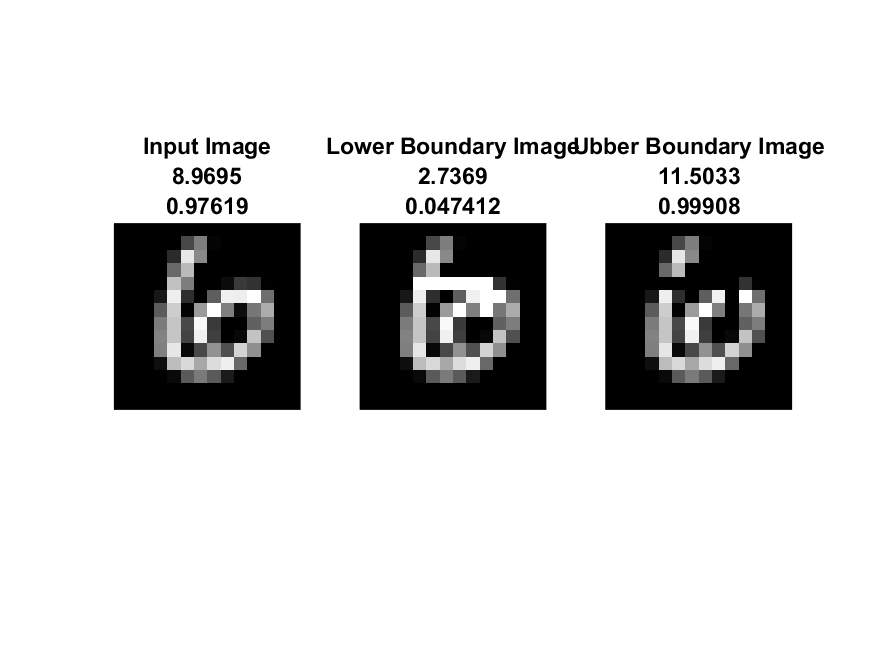 Input Image
8.9695
0.97619
Lower Boundary Image
2.7369
0.047412
Ubber Boundary Image
11.5033
0.99908